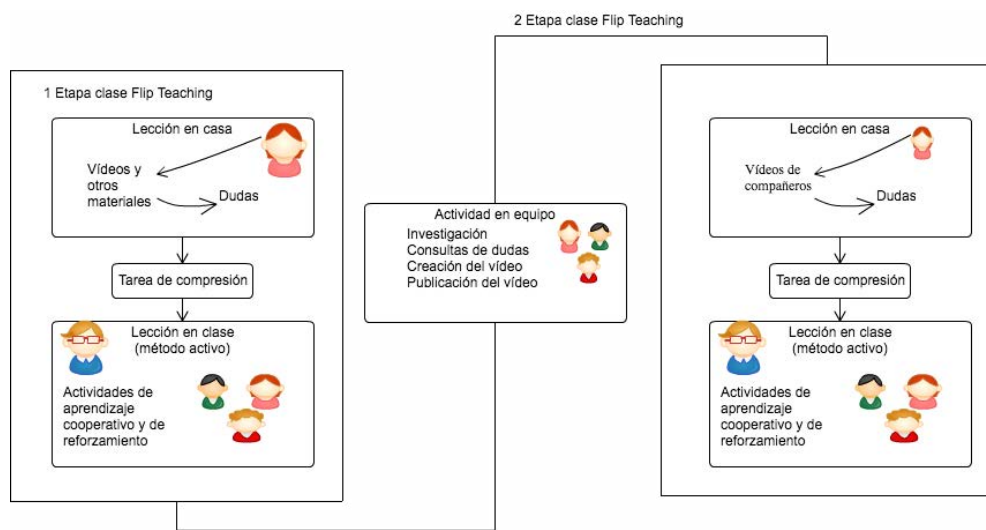 2 Etapa clase Flip Teaching
1 Etapa clase Flip Teaching
Lección en casa
Vídeos y
otros
materiales
Dudas
Tarea de compresión
Lección en clase
(método activo)
Actividades de
aprendizaje
cooperativo y de
reforzamiento
Actividad en equipo
Investigación
Consultas de dudas
Creación del vídeo
Publicación del vídeo
Lección en casa
Vídeos de
compañeros
Dudas
Tarea de compresión
Lección en clase
(método activo)
Actividades de
aprendizaje
cooperativo y de
reforzamiento